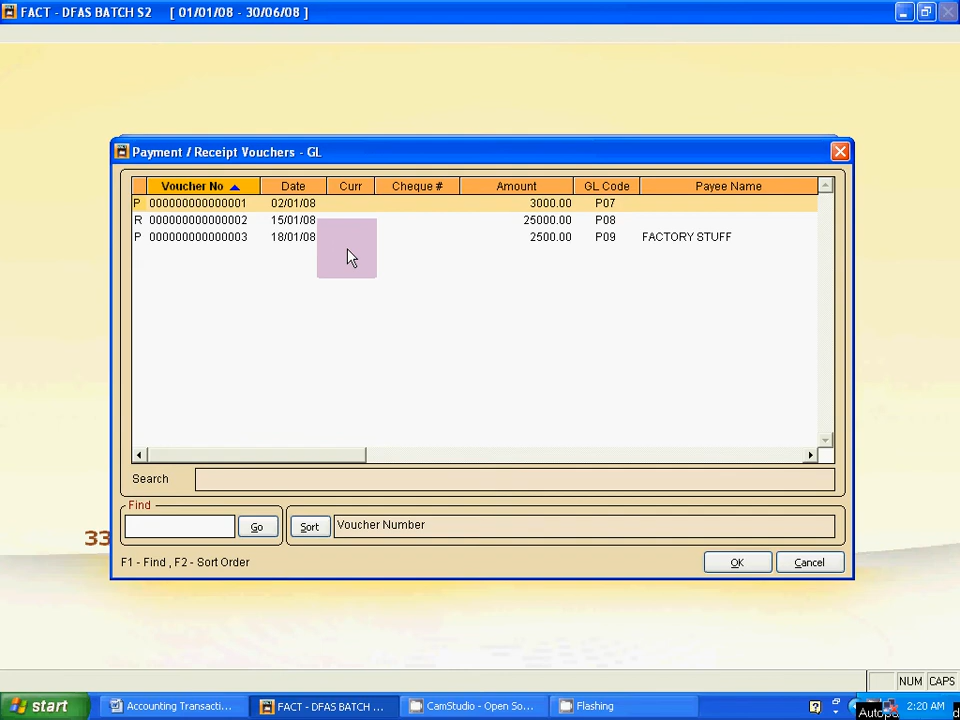 FACT - DFAS BATCH S2 [ 01/01/08 - 30/06/08 ]
Payment / Receipt Vouchers - GL
Voucher No Date Curr Cheque # Amount GL Code Payee Name
P 000000000000001 02/01/08 3000.00 P07
R 000000000000002 15/01/08 25000.00 P08
P 000000000000003 18/01/08 2500.00 P09 FACTORY STUFF
Search
Find
Go Sort Voucher Number
33
F1 - Find , F2 - Sort Order OK Cancel
NUM CAPS
start Accounting Transacti... FACT - DFAS BATCH ... CamStudio - Open So... Flashing 2:20 AM